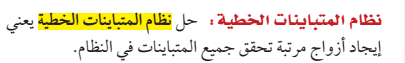 نظام المتباينات الخطية : حل نظام المتباينات الخطية يعني
إيجاد أزواج مرتبة تحقق جميع المتباينات في النظام.